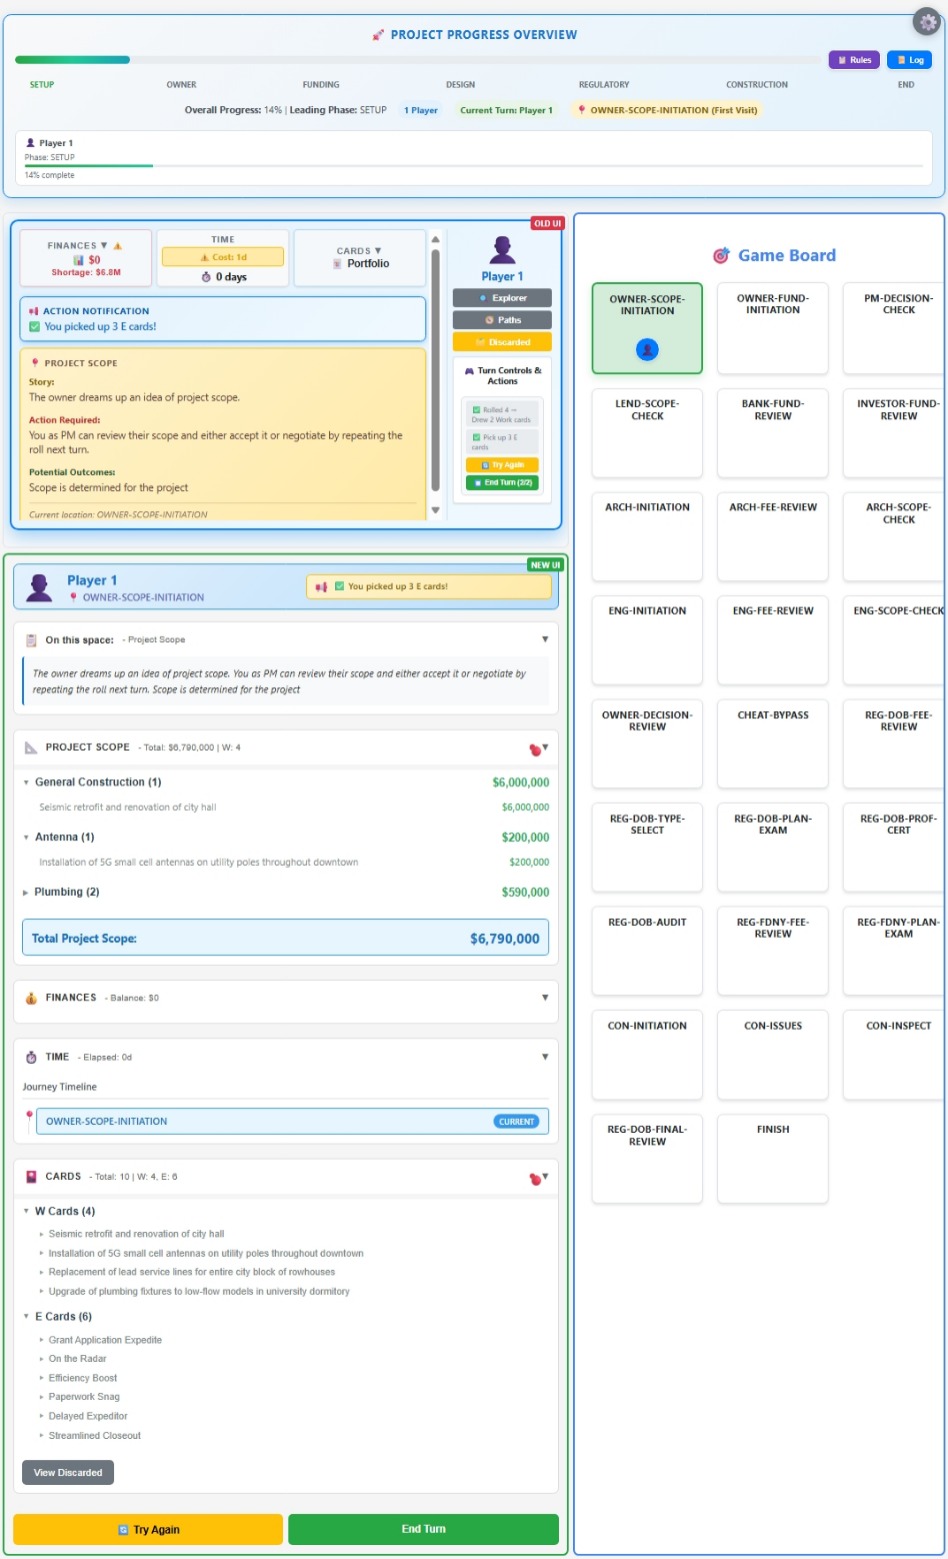 PROJECT PROGRESS OVERVIEW
Rules
Log
SETUP OWNER FUNDING DESIGN REGULATORY CONSTRUCTION END
Overall Progress: 14% | Leading Phase: SETUP 1 Player Current Turn: Player 1 OWNER-SCOPE-INITIATION (First Visit)
Player 1
Phase: SETUP
14% complete
OLD UI
FINANCES ▼
$0
Shortage: $6.8M
TIME
Cost: 1d
0 days
CARDS ▼
Portfolio
ACTION NOTIFICATION
You picked up 3 E cards!
PROJECT SCOPE
Story:
The owner dreams up an idea of project scope.
Action Required:
You as PM can review their scope and either accept it or negotiate by repeating the
roll next turn.
Potential Outcomes:
Scope is determined for the project
Current location: OWNER-SCOPE-INITIATION
Player 1
Explorer
Paths
Discarded
Turn Controls &
Actions
Rolled 4 —
Drew 2 Work cards
Pick up 3 E
cards
Try Again
End Turn (2/2)
NEW UI
Player 1
OWNER-SCOPE-INITIATION
You picked up 3 E cards!
On this space: - Project Scope
The owner dreams up an idea of project scope. You as PM can review their scope and either accept it or negotiate by
repeating the roll next turn. Scope is determined for the project
PROJECT SCOPE - Total: $6,790,000 | W: 4
General Construction (1) $6,000,000
Seismic retrofit and renovation of city hall $6,000,000
Antenna (1) $200,000
Installation of 5G small cell antennas on utility poles throughout downtown $200,000
Plumbing (2) $590,000
Total Project Scope: $6,790,000
FINANCES - Balance: $0
TIME - Elapsed: 0d
Journey Timeline
OWNER-SCOPE-INITIATION CURRENT
CARDS - Total: 10 | W: 4, E: 6
W Cards (4)
Seismic retrofit and renovation of city hall
Installation of 5G small cell antennas on utility poles throughout downtown
Replacement of lead service lines for entire city block of rowhouses
Upgrade of plumbing fixtures to low-flow models in university dormitory
E Cards (6)
Grant Application Expedite
On the Radar
Efficiency Boost
Paperwork Snag
Delayed Expeditor
Streamlined Closeout
View Discarded
Try Again
End Turn
Game Board
OWNER-SCOPE-
INITIATION
OWNER-FUND-
INITIATION
PM-DECISION-
CHECK
LEND-SCOPE-
CHECK
BANK-FUND-
REVIEW
INVESTOR-FUND-
REVIEW
ARCH-INITIATION
ARCH-FEE-REVIEW
ARCH-SCOPE-
CHECK
ENG-INITIATION
ENG-FEE-REVIEW
ENG-SCOPE-CHECK
OWNER-DECISION-
REVIEW
CHEAT-BYPASS
REG-DOB-FEE-
REVIEW
REG-DOB-TYPE-
SELECT
REG-DOB-PLAN-
EXAM
REG-DOB-PROF-
CERT
REG-DOB-AUDIT
REG-FDNY-FEE-
REVIEW
REG-FDNY-PLAN-
EXAM
CON-INITIATION
CON-ISSUES
CON-INSPECT
REG-DOB-FINAL-
REVIEW
FINISH